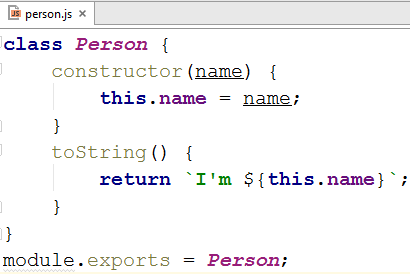 person.js
class Person {
    constructor(name) {
        this.name = name;
    }
    toString() {
        return `I'm ${this.name}`;
    }
}
module.exports = Person;